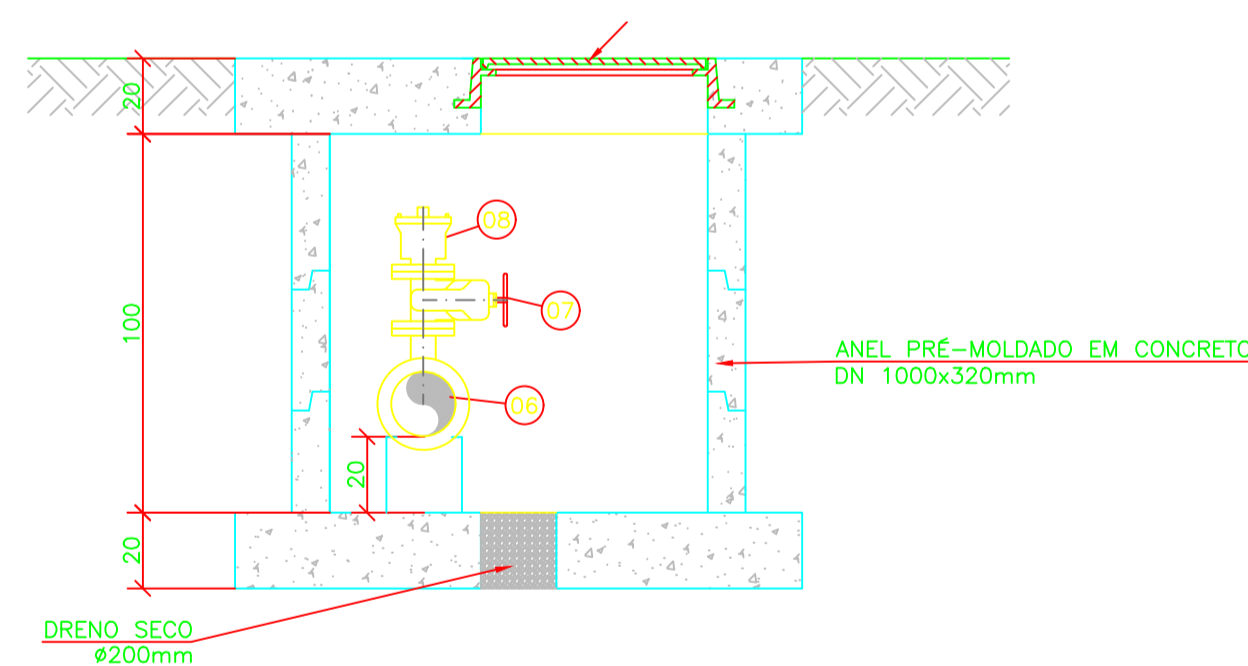 20
08
100
07
ANEL PRÉ-MOLDADO EM CONCRETO
DN 1000x320mm
06
20
20
DRENO SECO
ø200mm